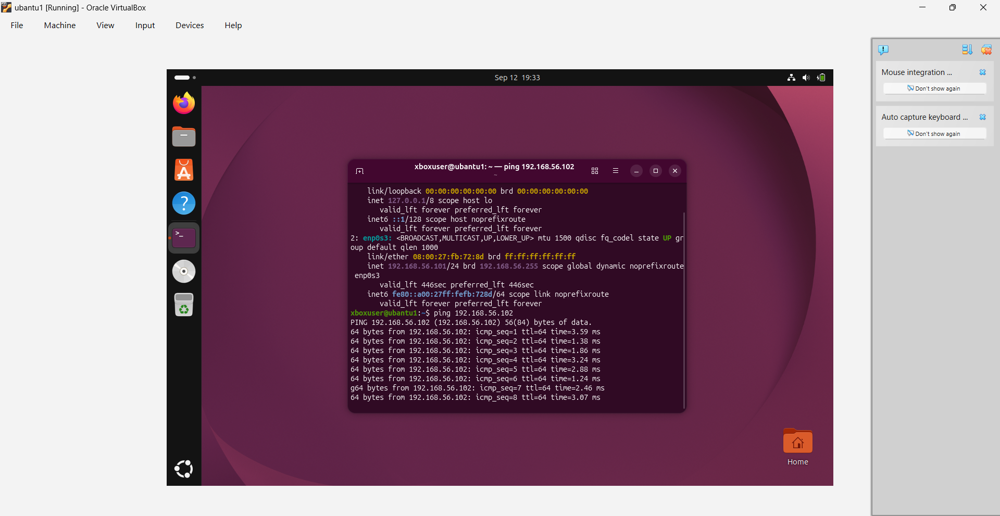 ubantu1 [Running] - Oracle VirtualBox
File Machine View Input Devices Help
Sep 12 19:33
Mouse integration ...
Don't show again
Auto capture keyboard ...
Don't show again
xboxuser@ubantu1: ~ — ping 192.168.56.102
~
link/loopback 00:00:00:00:00:00 brd 00:00:00:00:00:00
inet 127.0.0.1/8 scope host lo
valid_lft forever preferred_lft forever
inet6 ::1/128 scope host noprefixroute
valid_lft forever preferred_lft forever
2: enp0s3: <BROADCAST,MULTICAST,UP,LOWER_UP> mtu 1500 qdisc fq_codel state UP gr
oup default qlen 1000
link/ether 08:00:27:fb:72:8d brd ff:ff:ff:ff:ff:ff
inet 192.168.56.101/24 brd 192.168.56.255 scope global dynamic noprefixroute
enp0s3
valid_lft 446sec preferred_lft 446sec
inet6 fe80::a00:27ff:fefb:728d/64 scope link noprefixroute
valid_lft forever preferred_lft forever
xboxuser@ubantu1:~$ ping 192.168.56.102
PING 192.168.56.102 (192.168.56.102) 56(84) bytes of data.
64 bytes from 192.168.56.102: icmp_seq=1 ttl=64 time=3.59 ms
64 bytes from 192.168.56.102: icmp_seq=2 ttl=64 time=1.38 ms
64 bytes from 192.168.56.102: icmp_seq=3 ttl=64 time=1.86 ms
64 bytes from 192.168.56.102: icmp_seq=4 ttl=64 time=3.24 ms
64 bytes from 192.168.56.102: icmp_seq=5 ttl=64 time=2.88 ms
64 bytes from 192.168.56.102: icmp_seq=6 ttl=64 time=1.24 ms
g64 bytes from 192.168.56.102: icmp_seq=7 ttl=64 time=2.46 ms
64 bytes from 192.168.56.102: icmp_seq=8 ttl=64 time=3.07 ms
Home